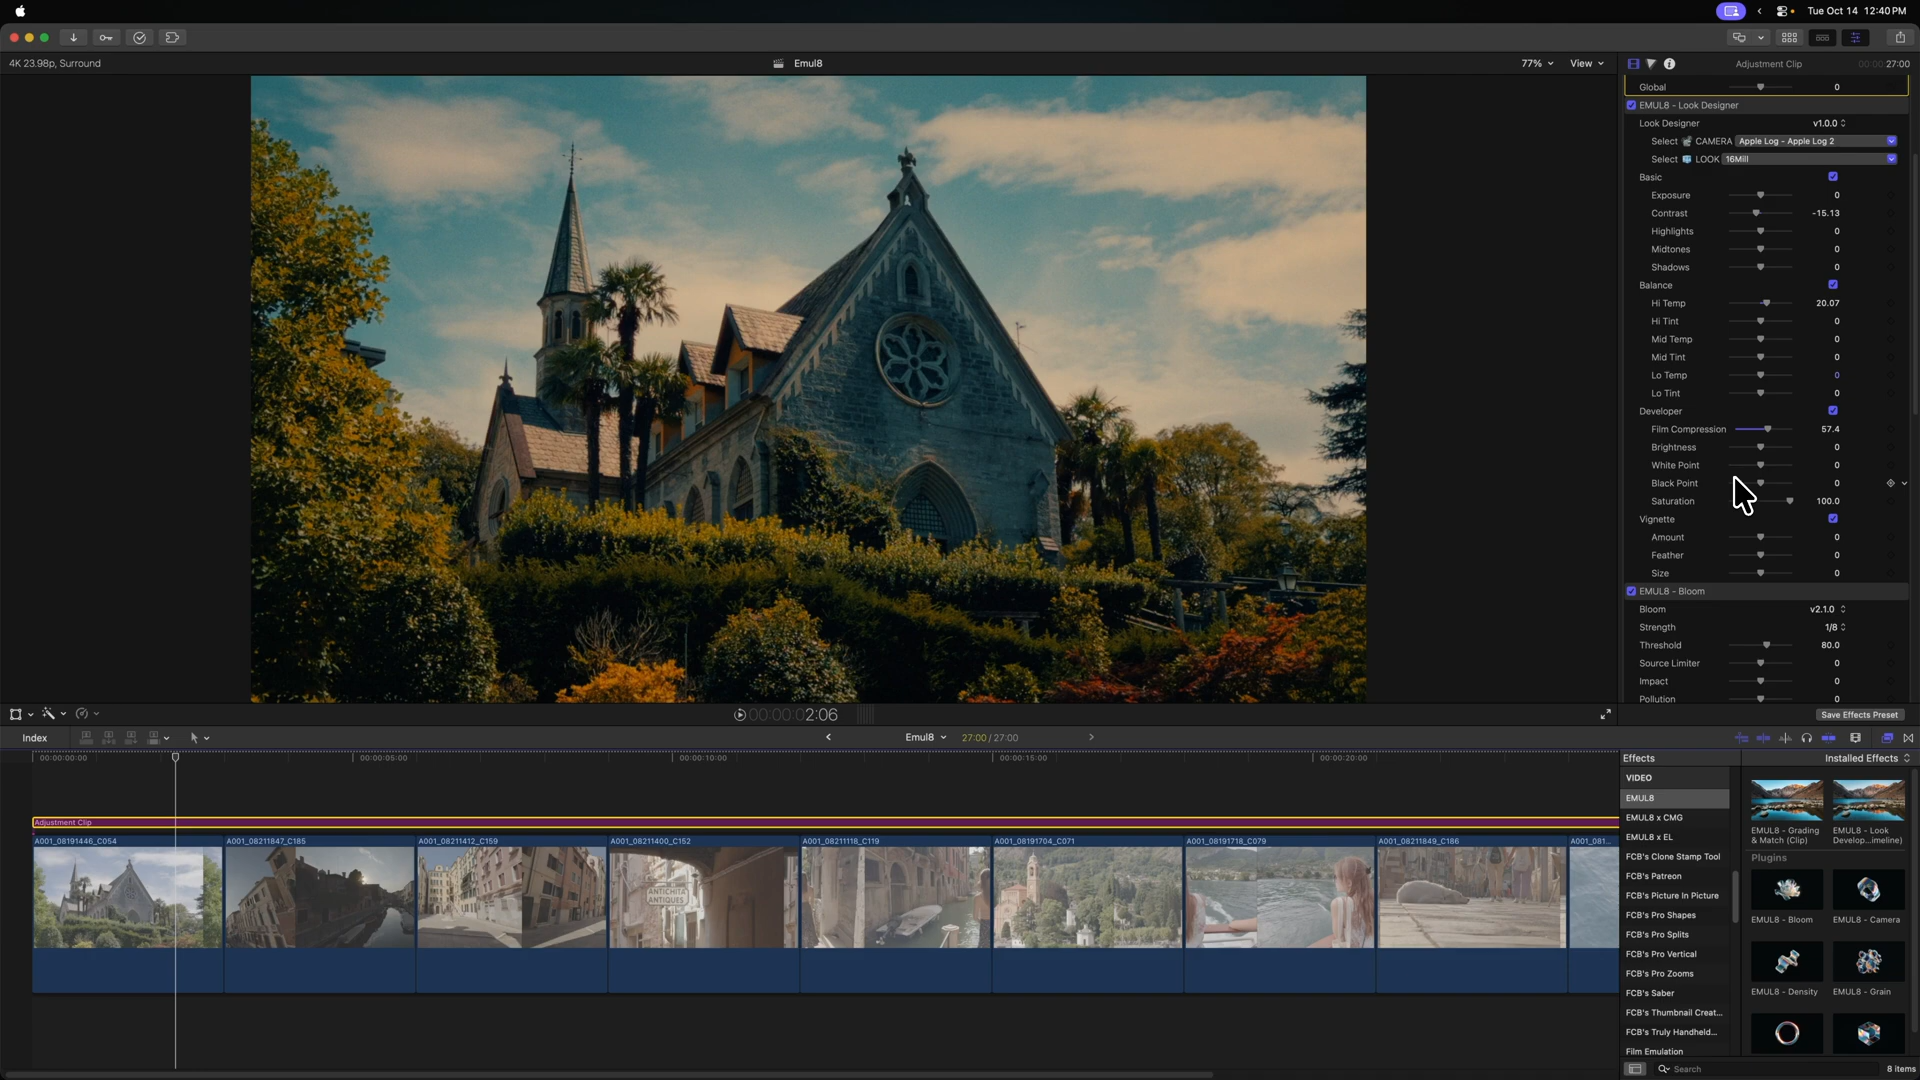 Tue Oct 14 12:40 PM
4K 23.98p, Surround
Emul8
77%
View
Adjustment Clip
00:00:27:00
Global
0
EMUL8 - Look Designer
Look Designer
v1.0.0
Select CAMERA
Apple Log - Apple Log 2
Select LOOK
16Mill
Basic
Exposure
0
Contrast
-15.13
Highlights
0
Midtones
0
Shadows
0
Balance
Hi Temp
20.07
Hi Tint
0
Mid Temp
0
Mid Tint
0
Lo Temp
0
Lo Tint
0
Developer
Film Compression
57.4
Brightness
0
White Point
0
Black Point
0
Saturation
100.0
Vignette
Amount
0
Feather
0
Size
0
EMUL8 - Bloom
Bloom
v2.1.0
Strength
1/8
Threshold
80.0
Source Limiter
0
Impact
0
Pollution
0
00:00:02:06
Save Effects Preset
Index
Emul8
27:00 / 27:00
00:00:00:00
00:00:05:00
00:00:10:00
00:00:15:00
00:00:20:00
Adjustment Clip
A001_08191446_C054
A001_08211847_C185
A001_08211412_C159
A001_08211400_C152
A001_08211118_C119
A001_08191704_C071
A001_08191718_C079
A001_08211849_C186
A001_081...
ANTICHITA
ANTIQUES
Effects
Installed Effects
VIDEO
EMUL8
EMUL8 x CMG
EMUL8 x EL
FCB's Clone Stamp Tool
FCB's Patreon
FCB's Picture In Picture
FCB's Pro Shapes
FCB's Pro Splits
FCB's Pro Vertical
FCB's Pro Zooms
FCB's Saber
FCB's Thumbnail Creat...
FCB's Truly Handheld...
Film Emulation
EMUL8 - Grading
& Match (Clip)
EMUL8 - Look
Develop...imeline)
Plugins
EMUL8 - Bloom
EMUL8 - Camera
EMUL8 - Density
EMUL8 - Grain
Search
8 items